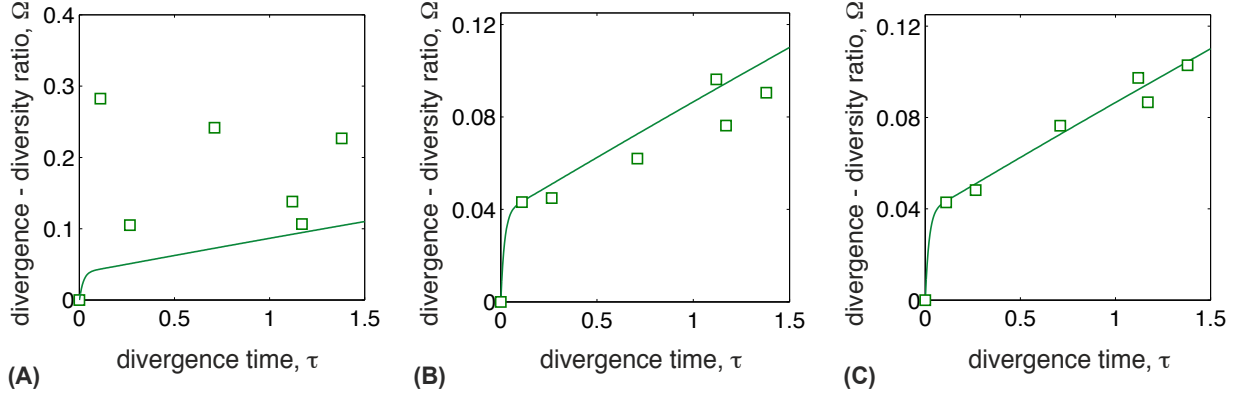 divergence - diversity ratio, Ω
0.4
0.3
0.2
0.1
0
0
0.5
1
1.5
divergence time, τ
(A)
divergence - diversity ratio, Ω
0.12
0.08
0.04
0
0
0.5
1
1.5
divergence time, τ
(B)
divergence - diversity ratio, Ω
0.12
0.08
0.04
0
0
0.5
1
1.5
divergence time, τ
(C)